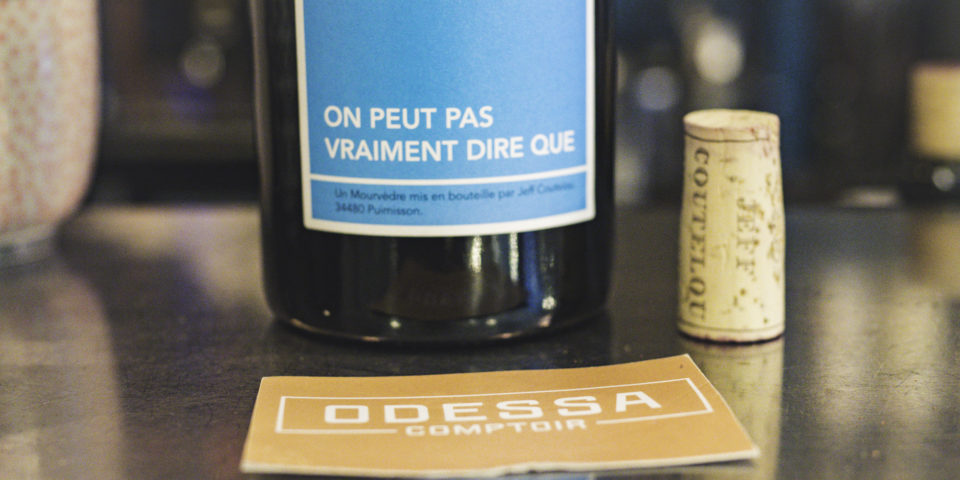 ON PEUT PAS
VRAIMENT DIRE QUE
Un Mourvèdre mis en bouteille par Jeff Coutelou.
34480 Puimisson.
JEFF
COUTELOU
ODESSA
COMPTOIR